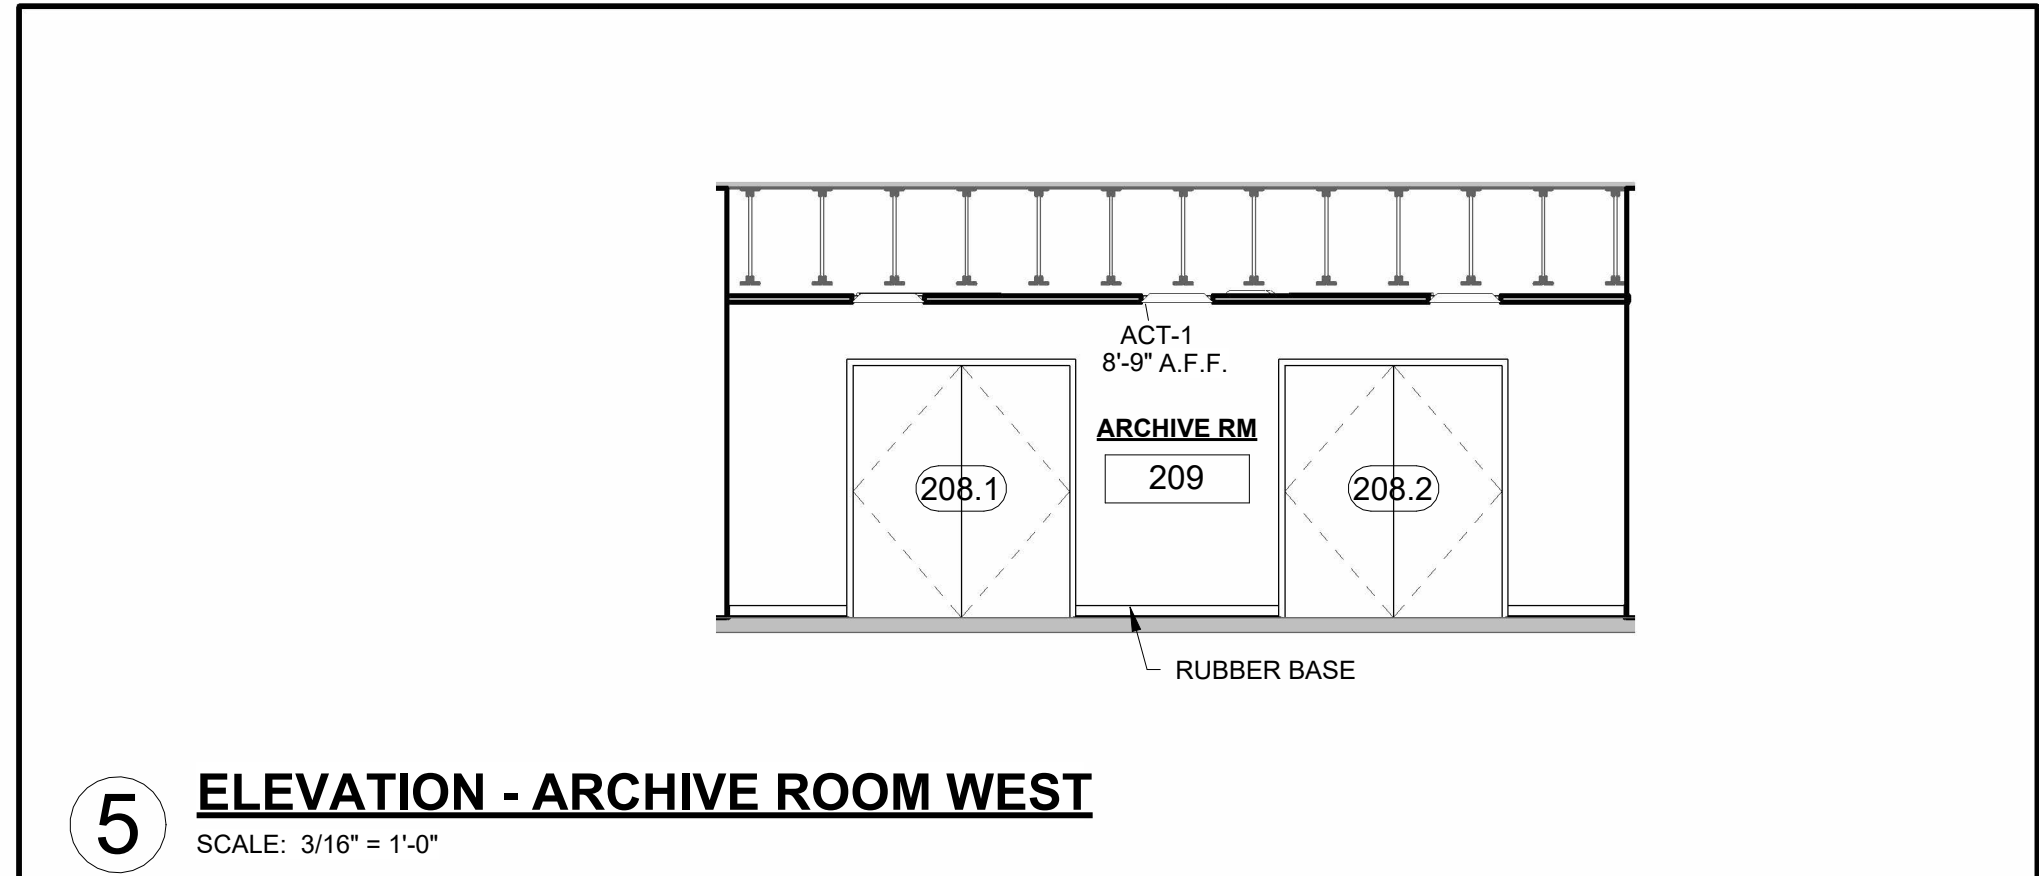 ACT-1
8'-9" A.F.F.
ARCHIVE RM
209
208.1
208.2
RUBBER BASE
5
ELEVATION - ARCHIVE ROOM WEST
SCALE: 3/16" = 1'-0"